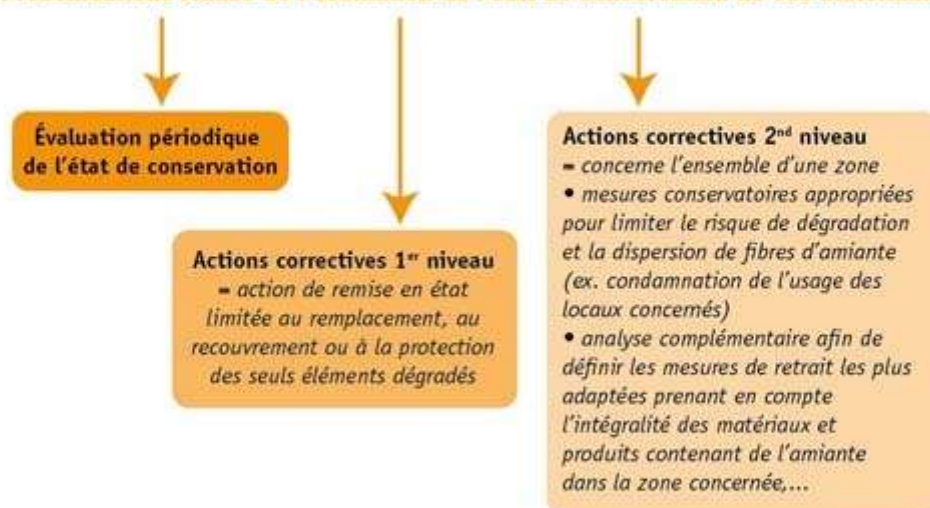 Évaluation périodique
de l'état de conservation
Actions correctives 1er niveau
= action de remise en état
limitée au remplacement, au
recouvrement ou à la protection
des seuls éléments dégradés
Actions correctives 2nd niveau
= concerne l'ensemble d'une zone
• mesures conservatoires appropriées
pour limiter le risque de dégradation
et la dispersion de fibres d'amiante
(ex. condamnation de l'usage des
locaux concernés)
• analyse complémentaire afin de
définir les mesures de retrait les plus
adaptées prenant en compte
l'intégralité des matériaux et
produits contenant de l'amiante
dans la zone concernée,...